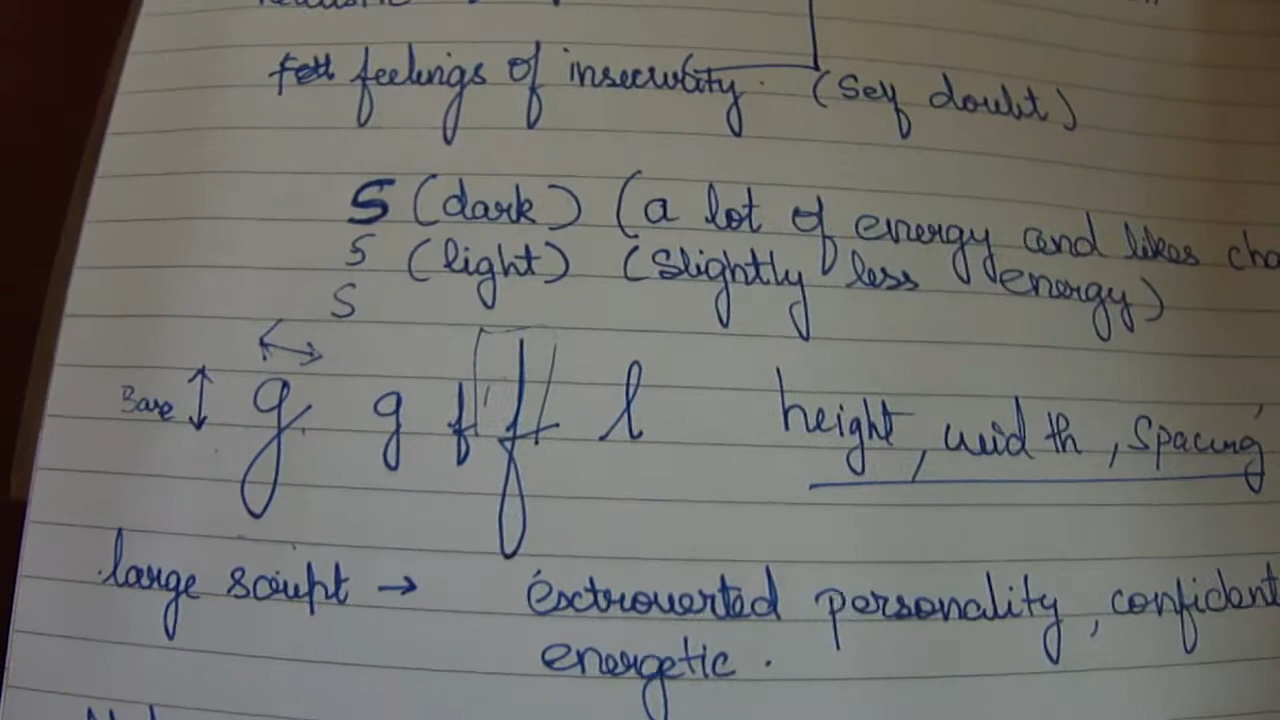 feelings of insecurity. (Self doubt)
S (dark) (a lot of energy and likes cha
S (light) (Slightly less energy)
S
Base g g f f l height, width, spacing
large script → extroverted personality, confident
energetic.